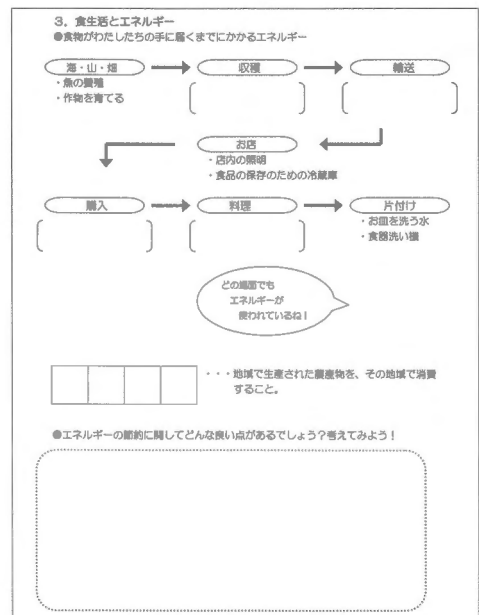 3．食生活とエネルギー
●食物がわたしたちの手に届くまでにかかるエネルギー
海・山・畑
収穫
輸送
・魚の養殖
・作物を育てる
お店
・店内の照明
・食品の保存のための冷蔵庫
購入
料理
片付け
・お皿を洗う水
・食器洗い機
どの場面でも
エネルギーが
使われているね！
・・・地域で生産された農産物を、その地域で消費
すること。
●エネルギーの節約に関してどんな良い点があるでしょう？考えてみよう！